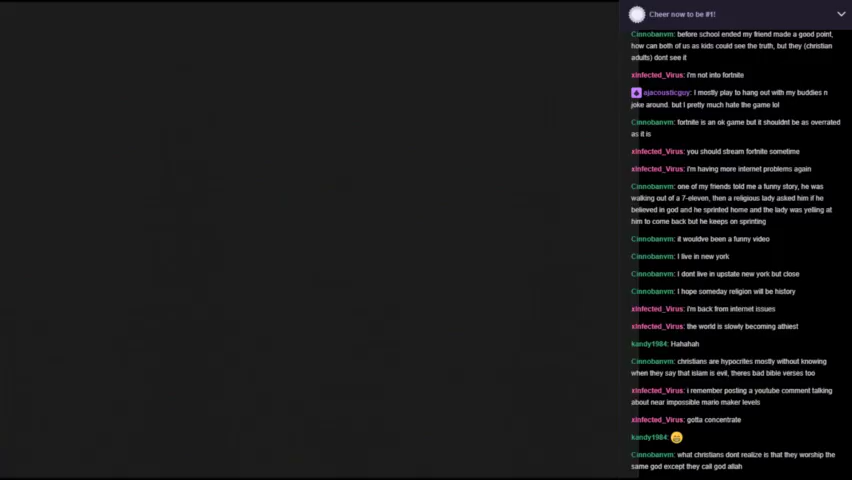 Cheer now to be #1!
Cinnobanvm: before school ended my friend made a good point,
how can both of us as kids could see the truth, but they (christian
adults) dont see it
xInfected_Virus: i'm not into fortnite
ajacousticguy: I mostly play to hang out with my buddies n
joke around. but I pretty much hate the game lol
Cinnobanvm: fortnite is an ok game but it shouldnt be as overrated
as it is
xInfected_Virus: you should stream fortnite sometime
xInfected_Virus: i'm having more internet problems again
Cinnobanvm: one of my friends told me a funny story, he was
walking out of a 7-eleven, then a religious lady asked him if he
believed in god and he sprinted home and the lady was yelling at
him to come back but he keeps on sprinting
Cinnobanvm: it wouldve been a funny video
Cinnobanvm: I live in new york
Cinnobanvm: I dont live in upstate new york but close
Cinnobanvm: I hope someday religion will be history
xInfected_Virus: i'm back from internet issues
xInfected_Virus: the world is slowly becoming athiest
kandy1984: Hahahah
Cinnobanvm: christians are hypocrites mostly without knowing
when they say that islam is evil, theres bad bible verses too
xInfected_Virus: i remember posting a youtube comment talking
about near impossible mario maker levels
xInfected_Virus: gotta concentrate
kandy1984:
Cinnobanvm: what christians dont realize is that they worship the
same god except they call god allah